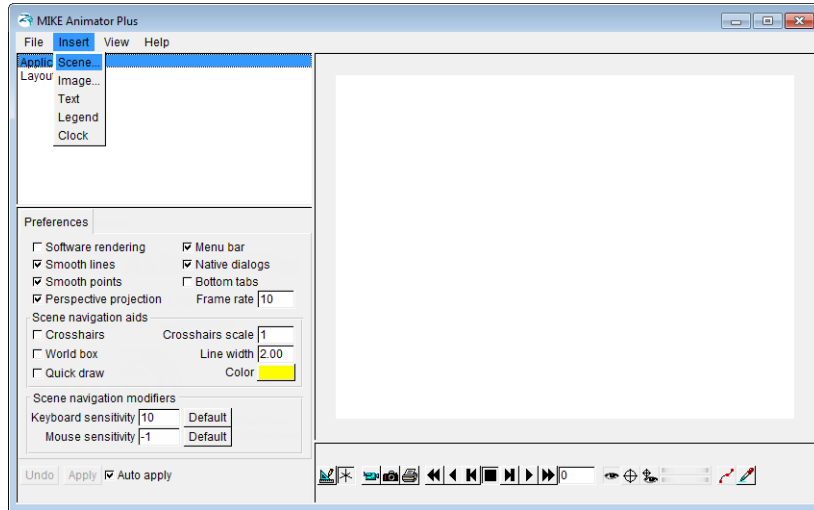 MIKE Animator Plus
File Insert View Help
Applic Scene...
Layou Image...
Text
Legend
Clock
Preferences
Software rendering Menu bar
Smooth lines Native dialogs
Smooth points Bottom tabs
Perspective projection Frame rate 10
Scene navigation aids
Crosshairs Crosshairs scale 1
World box Line width 2.00
Quick draw Color
Scene navigation modifiers
Keyboard sensitivity 10 Default
Mouse sensitivity -1 Default
Undo Apply Auto apply 0